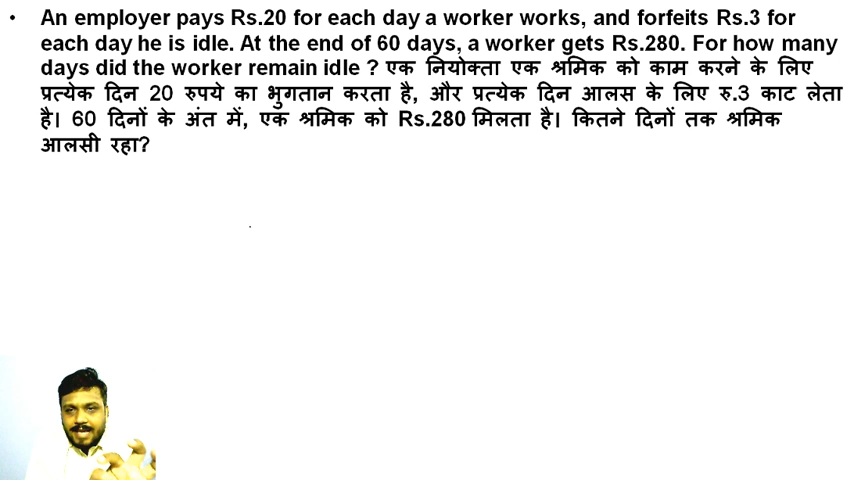 • An employer pays Rs.20 for each day a worker works, and forfeits Rs.3 for
each day he is idle. At the end of 60 days, a worker gets Rs.280. For how many
days did the worker remain idle ? एक नियोक्ता एक श्रमिक को काम करने के लिए
प्रत्येक दिन 20 रुपये का भुगतान करता है, और प्रत्येक दिन आलस के लिए रु.3 काट लेता
है। 60 दिनों के अंत में, एक श्रमिक को Rs.280 मिलता है। कितने दिनों तक श्रमिक
आलसी रहा?